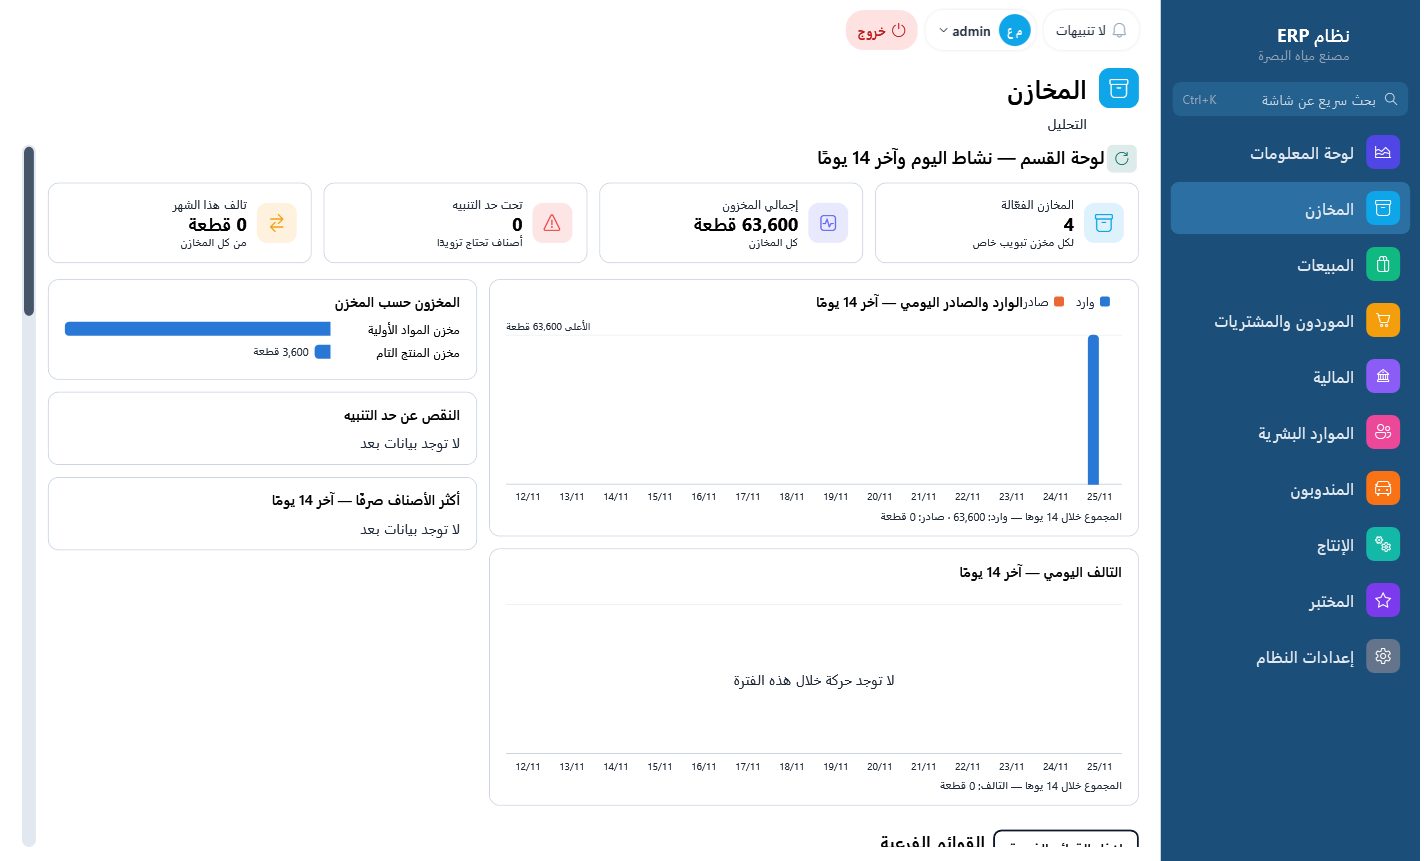 نظام ERP
مصنع مياه البصرة
بحث سريع عن شاشة
Ctrl+K
لوحة المعلومات
المخازن
المبيعات
الموردون والمشتريات
المالية
الموارد البشرية
المندوبون
الإنتاج
المختبر
إعدادات النظام
لا تنبيهات
م ع
admin
خروج
المخازن
التحليل
لوحة القسم — نشاط اليوم وآخر 14 يومًا
المخازن الفعّالة
4
لكل مخزن تبويب خاص
إجمالي المخزون
63,600 قطعة
كل المخازن
تحت حد التنبيه
0
أصناف تحتاج تزويدًا
تالف هذا الشهر
0 قطعة
من كل المخازن
وارد
صادر
الوارد والصادر اليومي — آخر 14 يومًا
الأعلى 63,600 قطعة
25/11 24/11 23/11 22/11 21/11 20/11 19/11 18/11 17/11 16/11 15/11 14/11 13/11 12/11
المجموع خلال 14 يومًا — وارد: 63,600 · صادر: 0 قطعة
المخزون حسب المخزن
مخزن المواد الأولية
مخزن المنتج التام
3,600 قطعة
النقص عن حد التنبيه
لا توجد بيانات بعد
أكثر الأصناف صرفًا — آخر 14 يومًا
لا توجد بيانات بعد
التالف اليومي — آخر 14 يومًا
لا توجد حركة خلال هذه الفترة
25/11 24/11 23/11 22/11 21/11 20/11 19/11 18/11 17/11 16/11 15/11 14/11 13/11 12/11
المجموع خلال 14 يومًا — التالف: 0 قطعة
القوائم الفرعية